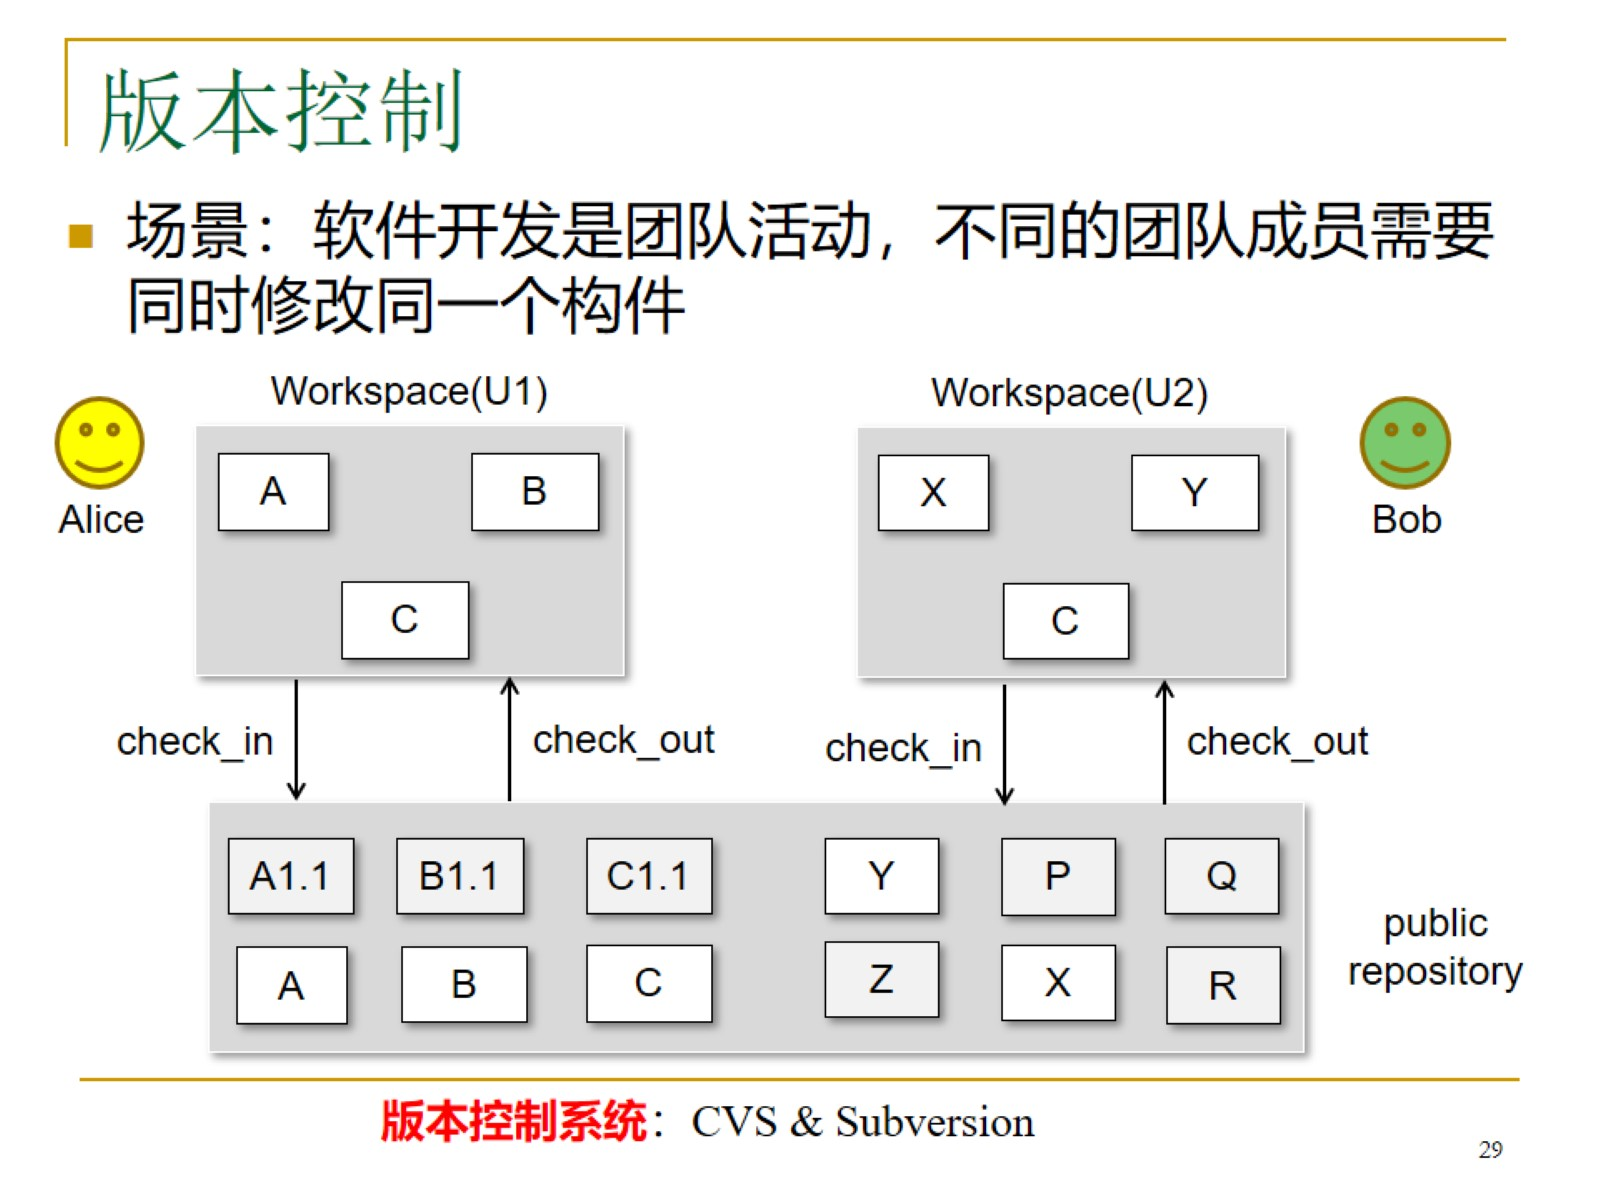 版本控制
场景：软件开发是团队活动，不同的团队成员需要
同时修改同一个构件
Workspace(U1)
Workspace(U2)
A
B
X
Y
Alice
Bob
C
C
check_in
check_out
check_in
check_out
A1.1
B1.1
C1.1
Y
P
Q
A
B
C
Z
X
R
public
repository
版本控制系统：CVS & Subversion
29